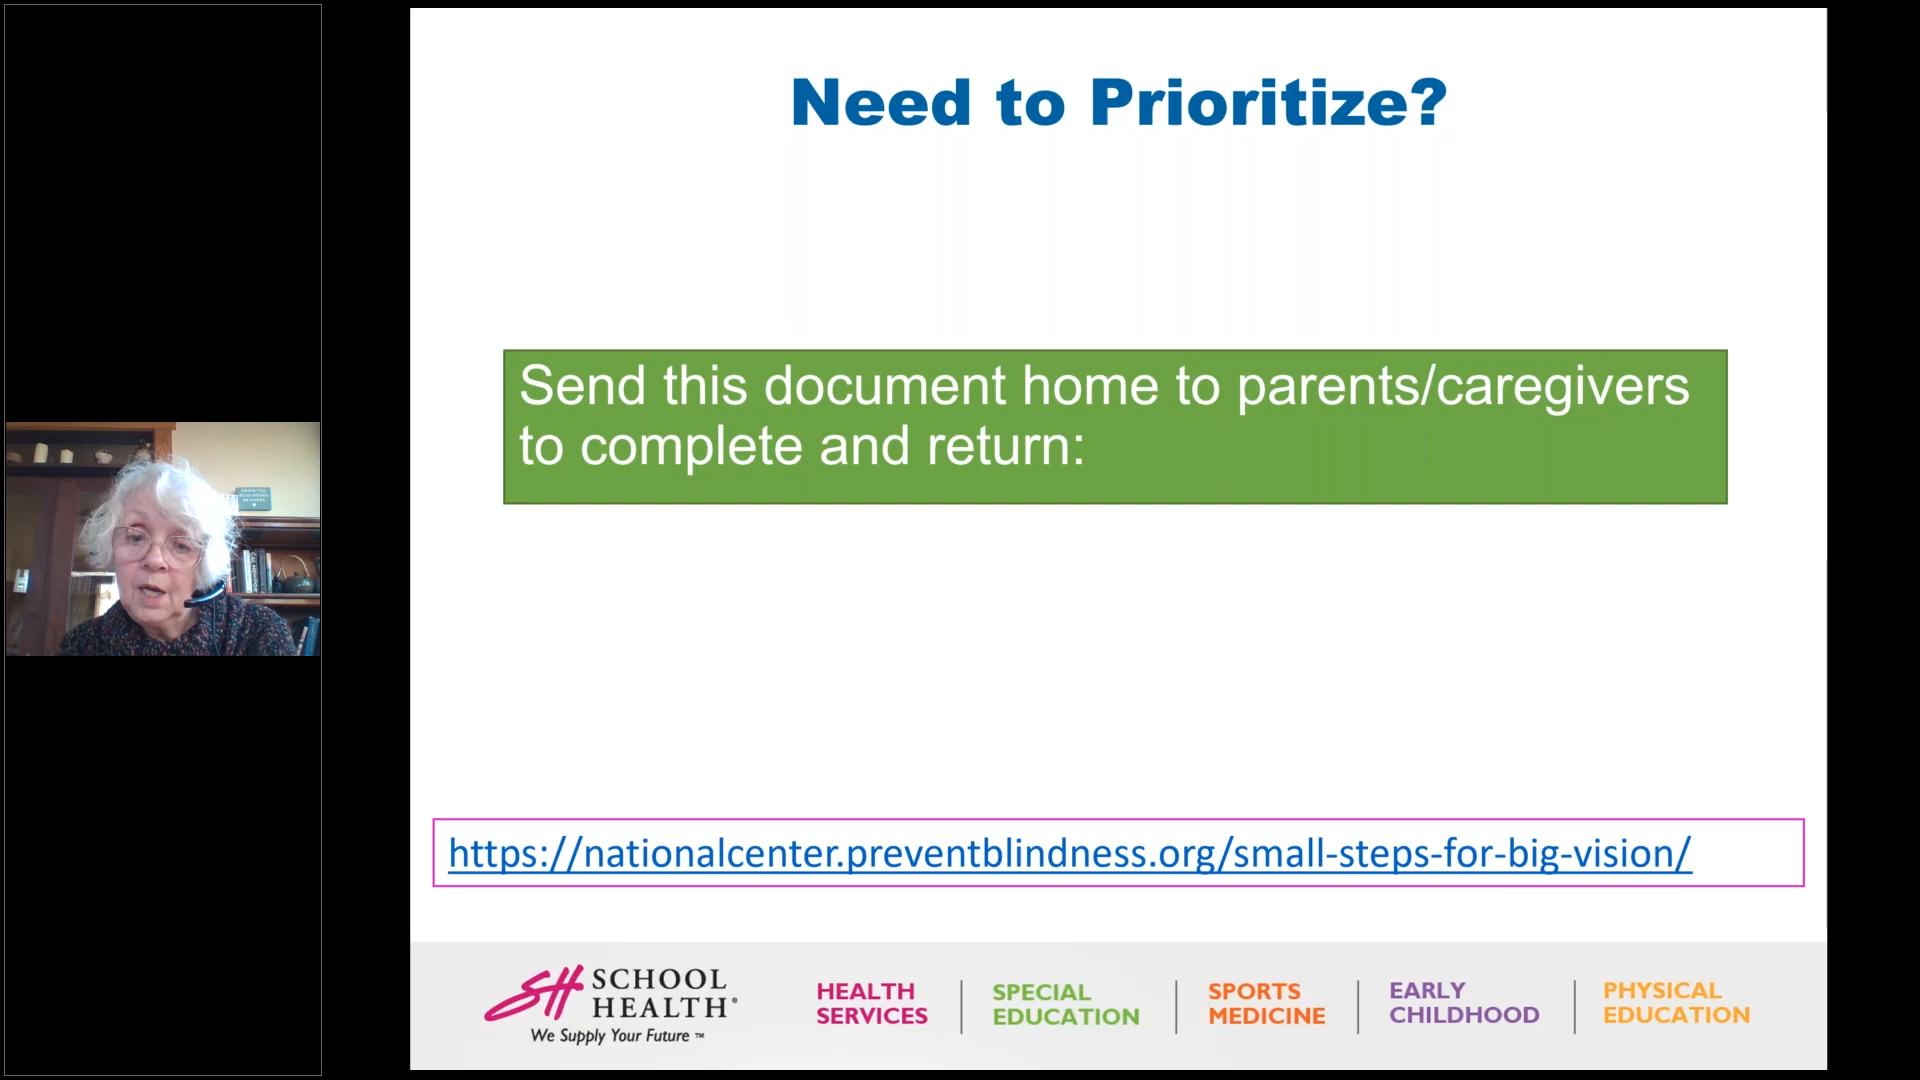 Need to Prioritize?
Send this document home to parents/caregivers
to complete and return:
https://nationalcenter.preventblindness.org/small-steps-for-big-vision/
SH SCHOOL
HEALTH®
We Supply Your Future ™
HEALTH
SERVICES
SPECIAL
EDUCATION
SPORTS
MEDICINE
EARLY
CHILDHOOD
PHYSICAL
EDUCATION